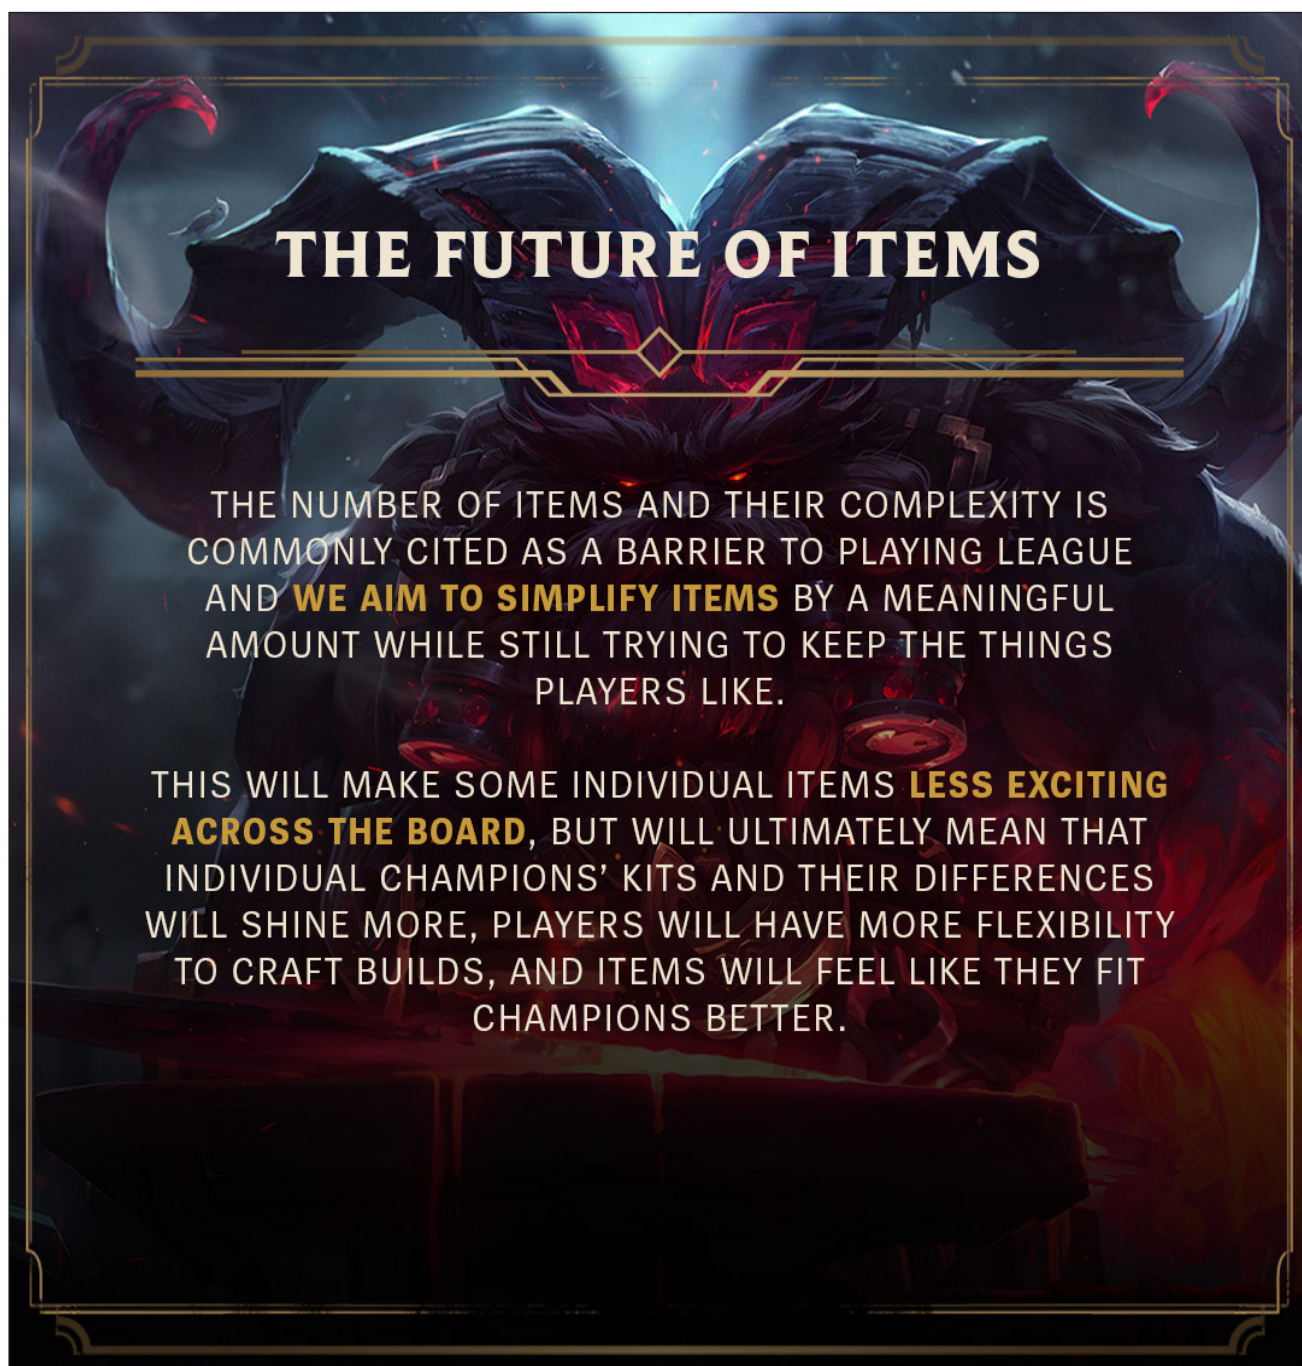 THE FUTURE OF ITEMS
THE NUMBER OF ITEMS AND THEIR COMPLEXITY IS
COMMONLY CITED AS A BARRIER TO PLAYING LEAGUE
AND WE AIM TO SIMPLIFY ITEMS BY A MEANINGFUL
AMOUNT WHILE STILL TRYING TO KEEP THE THINGS
PLAYERS LIKE.
THIS WILL MAKE SOME INDIVIDUAL ITEMS LESS EXCITING
ACROSS THE BOARD, BUT WILL ULTIMATELY MEAN THAT
INDIVIDUAL CHAMPIONS’ KITS AND THEIR DIFFERENCES
WILL SHINE MORE, PLAYERS WILL HAVE MORE FLEXIBILITY
TO CRAFT BUILDS, AND ITEMS WILL FEEL LIKE THEY FIT
CHAMPIONS BETTER.